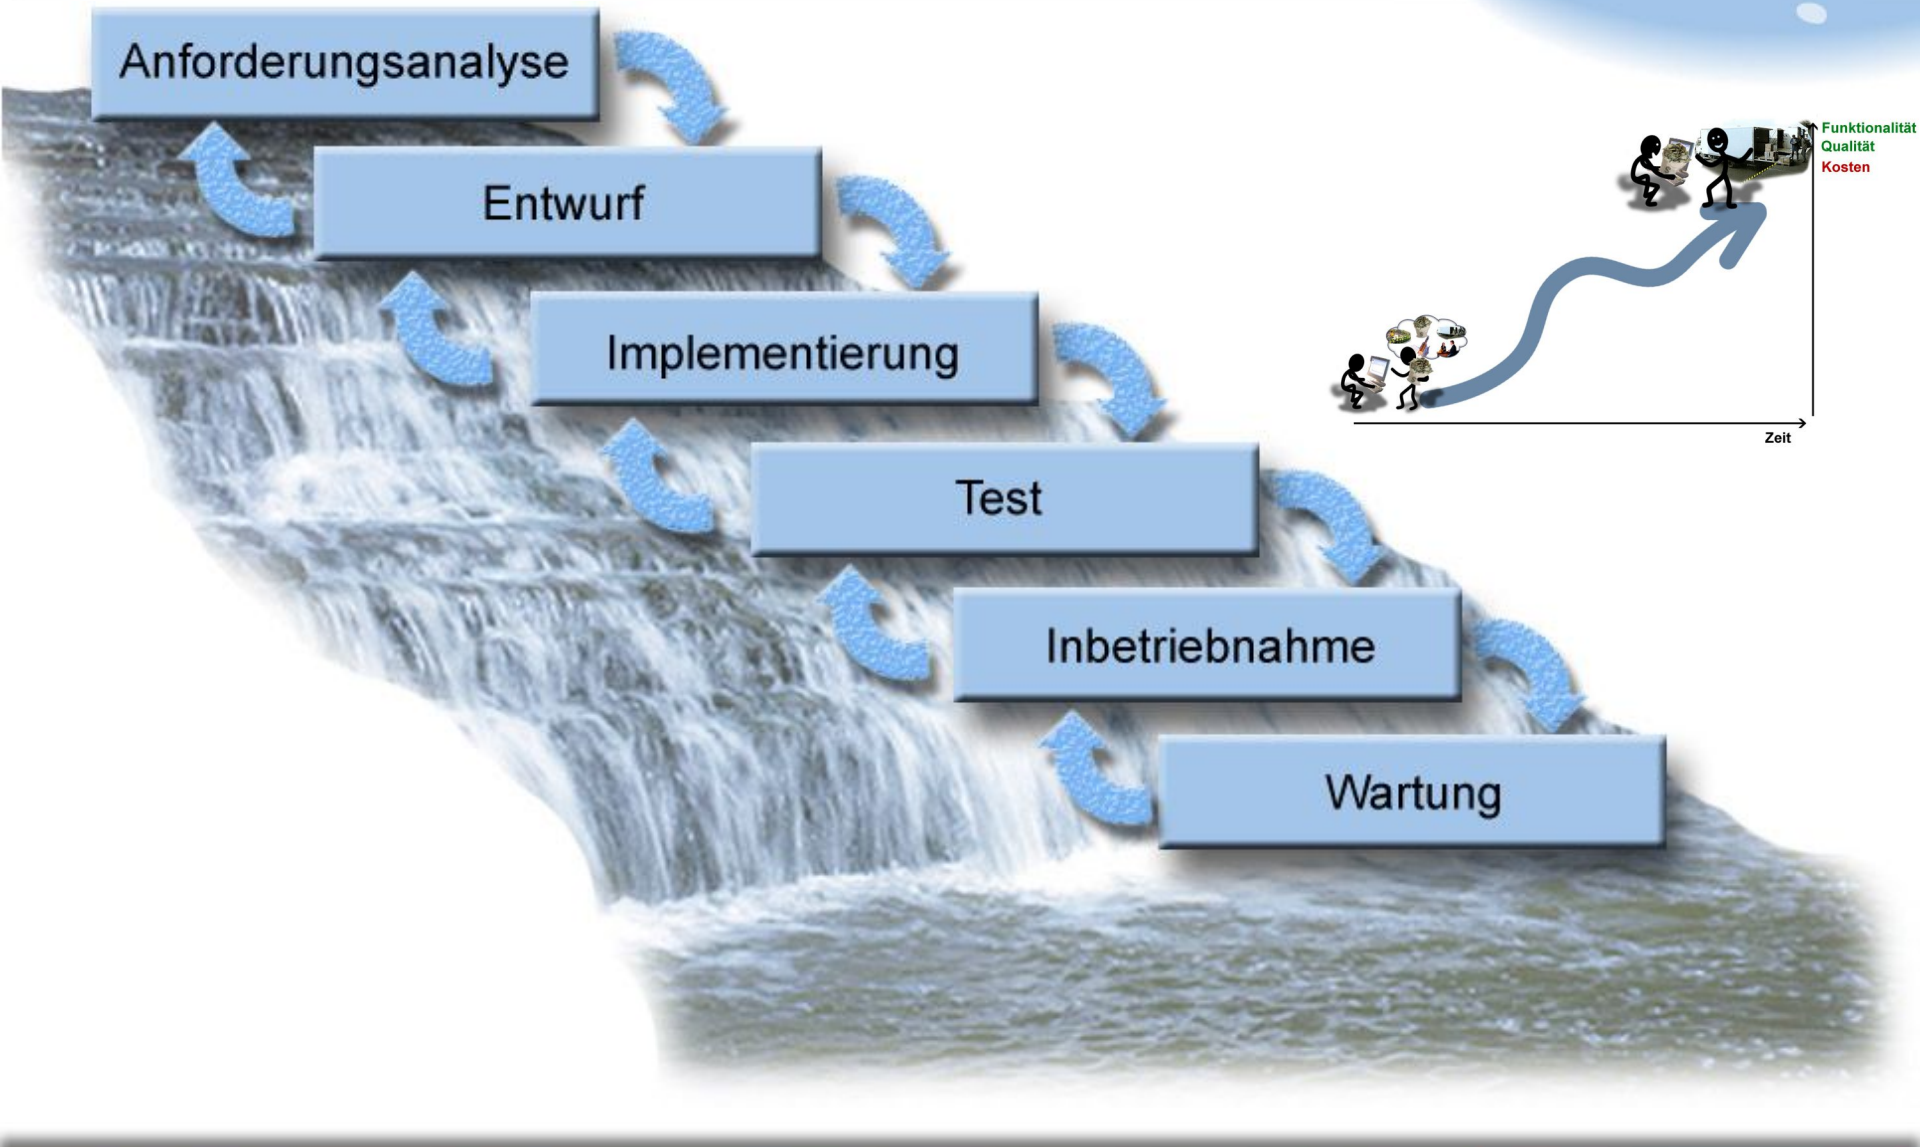 Anforderungsanalyse
Entwurf
Implementierung
Test
Inbetriebnahme
Wartung
Funktionalität
Qualität
Kosten
Zeit